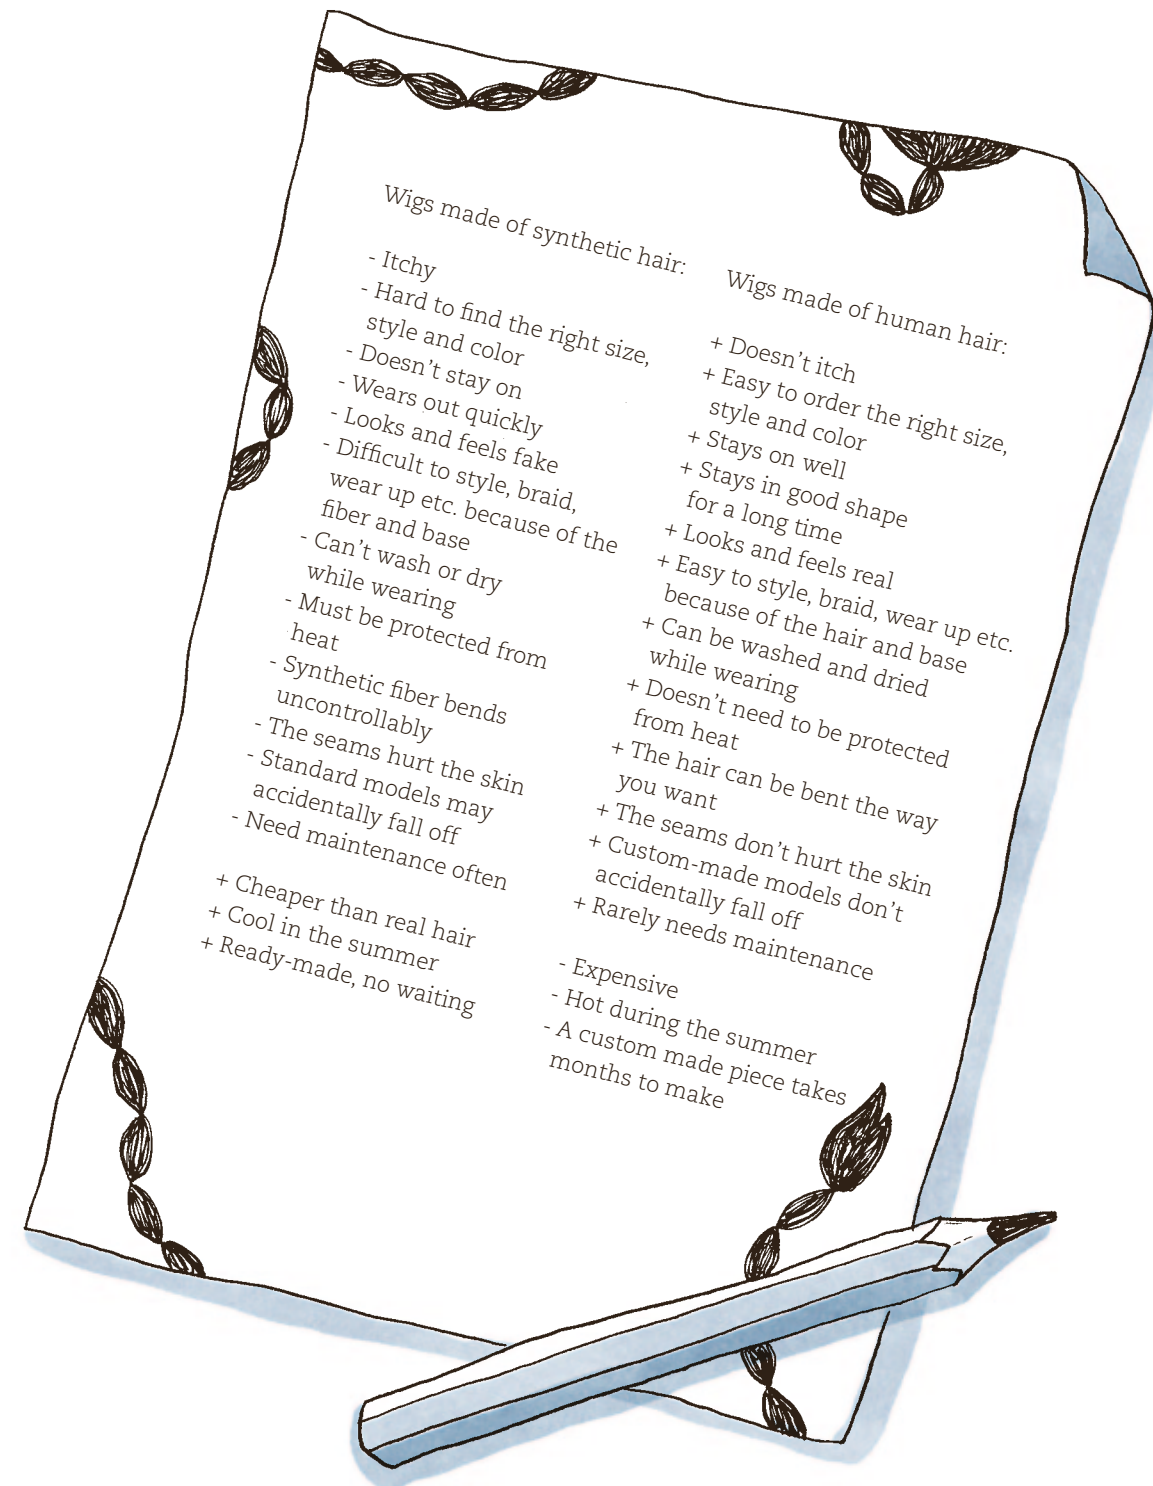 Wigs made of synthetic hair:
- Itchy
- Hard to find the right size,
style and color
- Doesn’t stay on
- Wears out quickly
- Looks and feels fake
- Difficult to style, braid,
wear up etc. because of the
fiber and base
- Can’t wash or dry
while wearing
- Must be protected from
heat
- Synthetic fiber bends
uncontrollably
- The seams hurt the skin
- Standard models may
accidentally fall off
- Need maintenance often
+ Cheaper than real hair
+ Cool in the summer
+ Ready-made, no waiting
Wigs made of human hair:
+ Doesn’t itch
+ Easy to order the right size,
style and color
+ Stays on well
+ Stays in good shape
for a long time
+ Looks and feels real
+ Easy to style, braid, wear up etc.
because of the hair and base
+ Can be washed and dried
while wearing
+ Doesn’t need to be protected
from heat
+ The hair can be bent the way
you want
+ The seams don’t hurt the skin
+ Custom-made models don’t
accidentally fall off
+ Rarely needs maintenance
- Expensive
- Hot during the summer
- A custom made piece takes
months to make